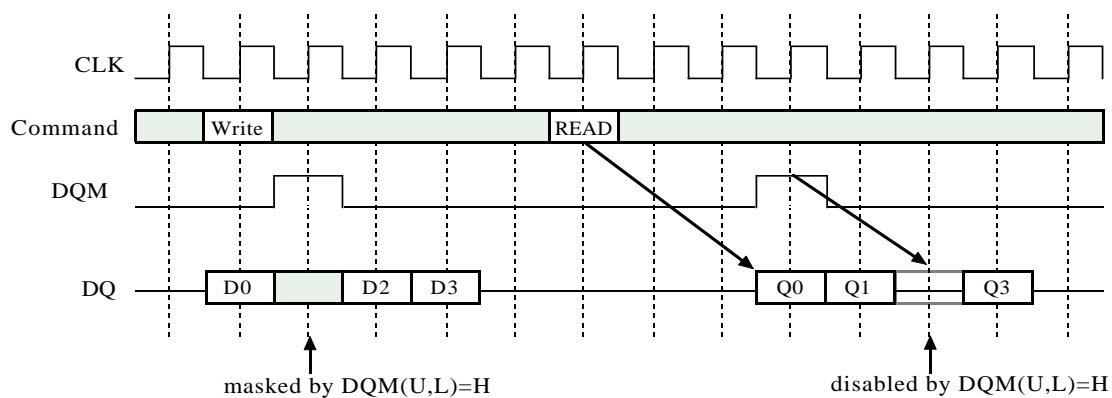 CLK
Command Write READ
DQM
DQ D0 D2 D3 Q0 Q1 Q3
masked by DQM(U,L)=H disabled by DQM(U,L)=H